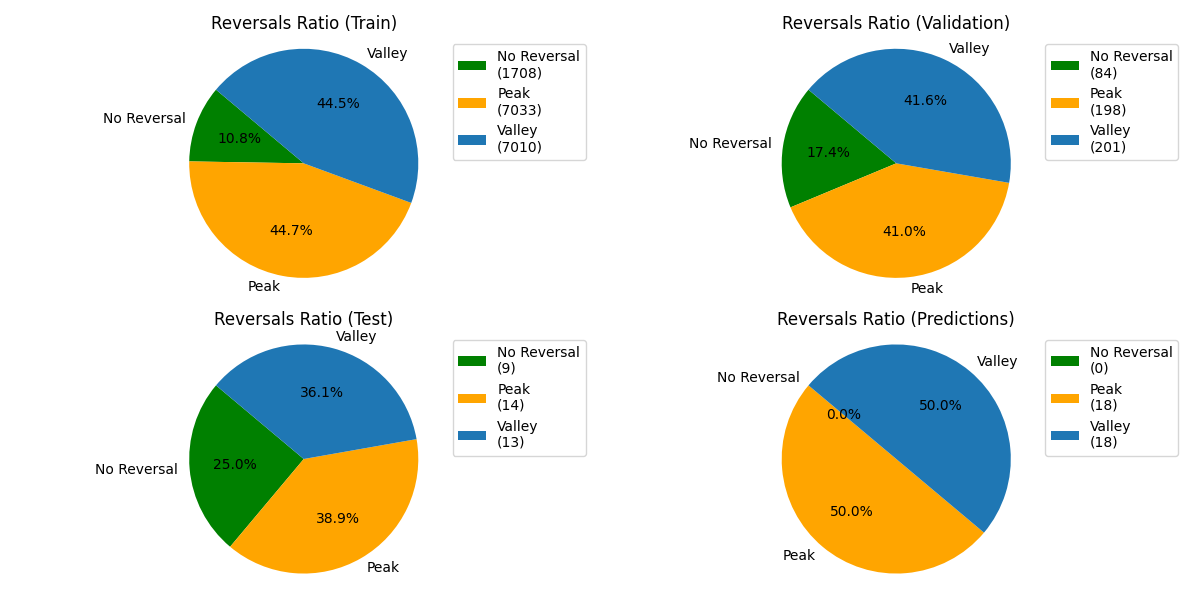 Reversals Ratio (Train)
Valley
44.5%
No Reversal
10.8%
44.7%
Peak
No Reversal
(1708)
Peak
(7033)
Valley
(7010)
Reversals Ratio (Validation)
Valley
41.6%
No Reversal
17.4%
41.0%
Peak
No Reversal
(84)
Peak
(198)
Valley
(201)
Reversals Ratio (Test)
Valley
36.1%
No Reversal
25.0%
38.9%
Peak
No Reversal
(9)
Peak
(14)
Valley
(13)
Reversals Ratio (Predictions)
Valley
No Reversal
0.0%
50.0%
50.0%
Peak
No Reversal
(0)
Peak
(18)
Valley
(18)